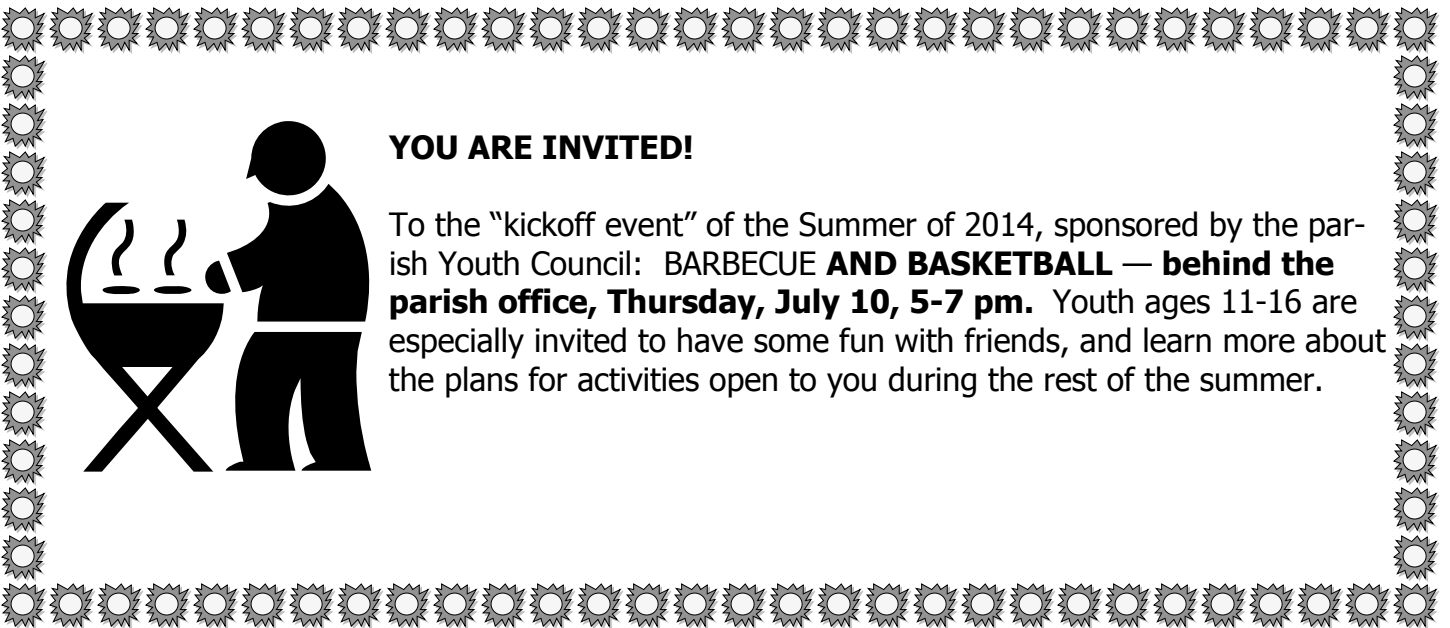 YOU ARE INVITED!
To the “kickoff event” of the Summer of 2014, sponsored by the par-
ish Youth Council:  BARBECUE AND BASKETBALL — behind the
parish office, Thursday, July 10, 5-7 pm.  Youth ages 11-16 are
especially invited to have some fun with friends, and learn more about
the plans for activities open to you during the rest of the summer.